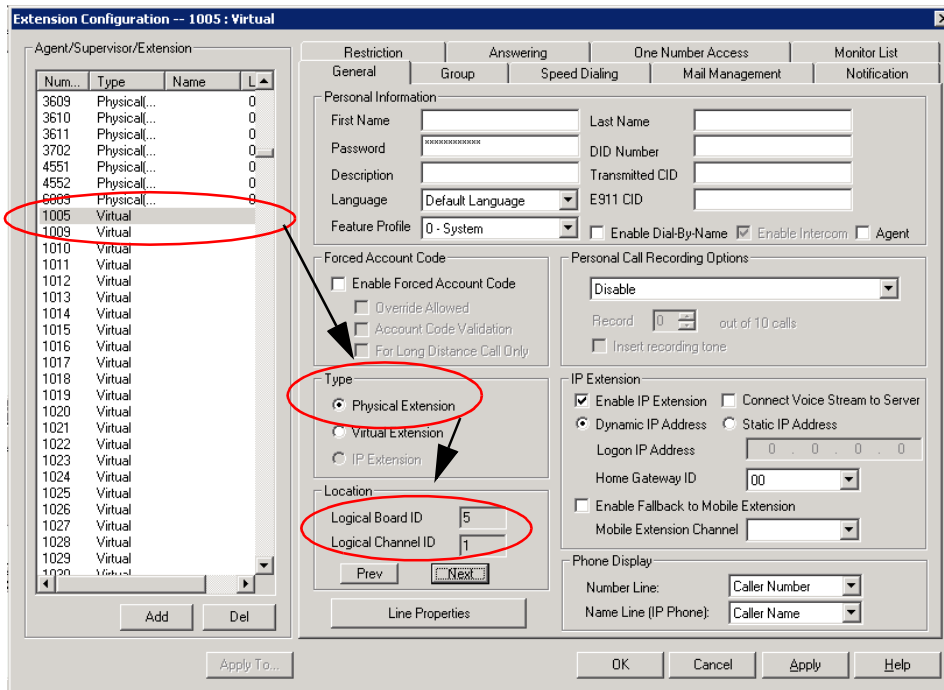 Extension Configuration -- 1005 : Virtual
Agent/Supervisor/Extension
Num... Type Name L
3609 Physical(... 0
3610 Physical(... 0
3611 Physical(... 0
3702 Physical(... 0
4551 Physical(... 0
4552 Physical(... 0
6009 Physical(... 0
1005 Virtual
1009 Virtual
1010 Virtual
1011 Virtual
1012 Virtual
1013 Virtual
1014 Virtual
1015 Virtual
1016 Virtual
1017 Virtual
1018 Virtual
1019 Virtual
1020 Virtual
1021 Virtual
1022 Virtual
1023 Virtual
1024 Virtual
1025 Virtual
1026 Virtual
1027 Virtual
1028 Virtual
1029 Virtual
1030 Virtual
Add Del
Restriction Answering One Number Access Monitor List
General Group Speed Dialing Mail Management Notification
Personal Information
First Name Last Name
Password xxxxxxxxxxxx DID Number
Description Transmitted CID
Language Default Language E911 CID
Feature Profile 0 - System Enable Dial-By-Name Enable Intercom Agent
Forced Account Code
Enable Forced Account Code
Override Allowed
Account Code Validation
For Long Distance Call Only
Personal Call Recording Options
Disable
Record 0 out of 10 calls
Insert recording tone
Type
Physical Extension
Virtual Extension
IP Extension
IP Extension
Enable IP Extension Connect Voice Stream to Server
Dynamic IP Address Static IP Address
Logon IP Address 0 . 0 . 0 . 0
Home Gateway ID 00
Enable Fallback to Mobile Extension
Mobile Extension Channel
Location
Logical Board ID 5
Logical Channel ID 1
Prev Next
Line Properties
Phone Display
Number Line: Caller Number
Name Line (IP Phone): Caller Name
Apply To... OK Cancel Apply Help